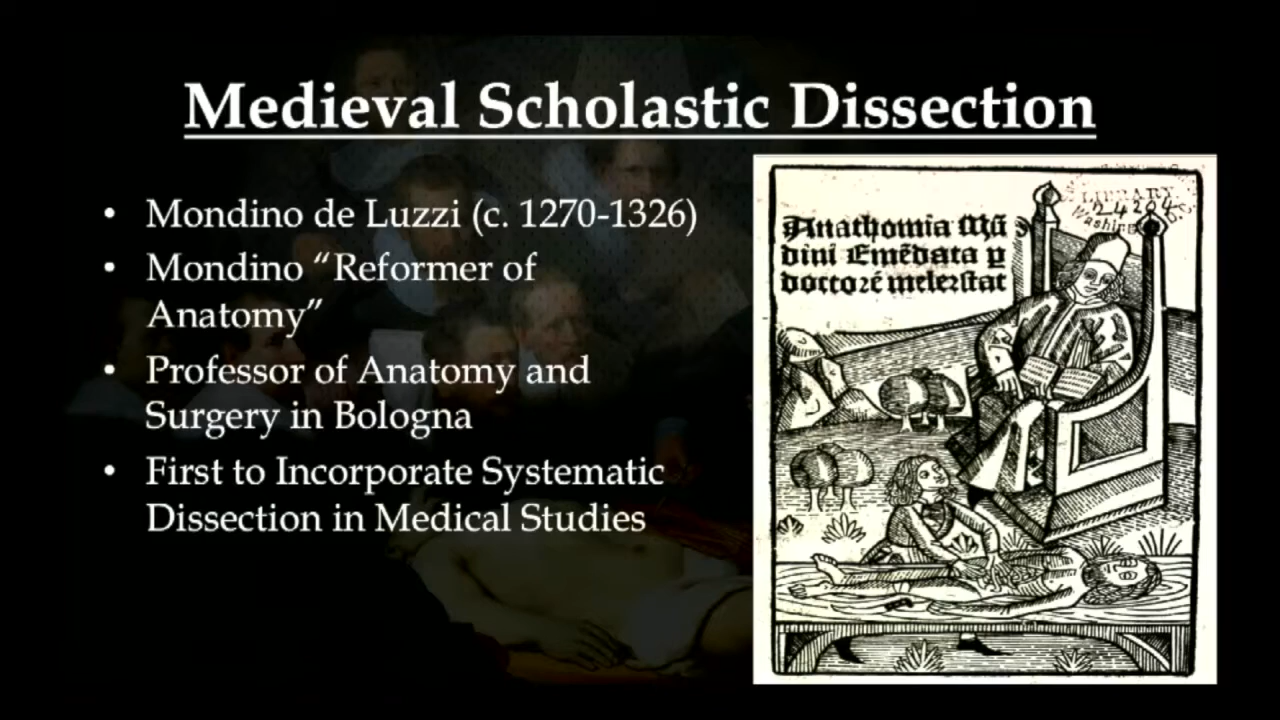 Medieval Scholastic Dissection
• Mondino de Luzzi (c. 1270-1326)
• Mondino “Reformer of
Anatomy”
• Professor of Anatomy and
Surgery in Bologna
• First to Incorporate Systematic
Dissection in Medical Studies
Anathomia Mũ
dini Emẽdata ꝑ
doctorẽ melerstat
LIBRARY